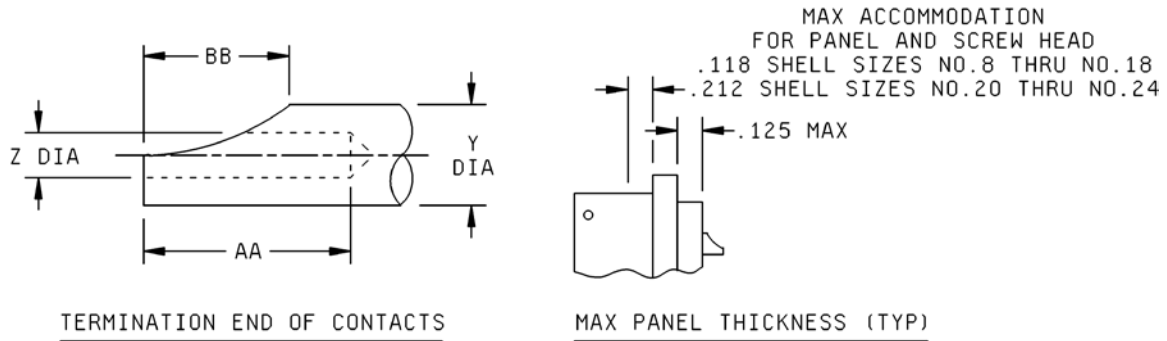 MAX ACCOMMODATION
FOR PANEL AND SCREW HEAD
.118 SHELL SIZES NO.8 THRU NO.18
.212 SHELL SIZES NO.20 THRU NO.24
.125 MAX
BB
Z DIA
Y
DIA
AA
TERMINATION END OF CONTACTS
MAX PANEL THICKNESS (TYP)